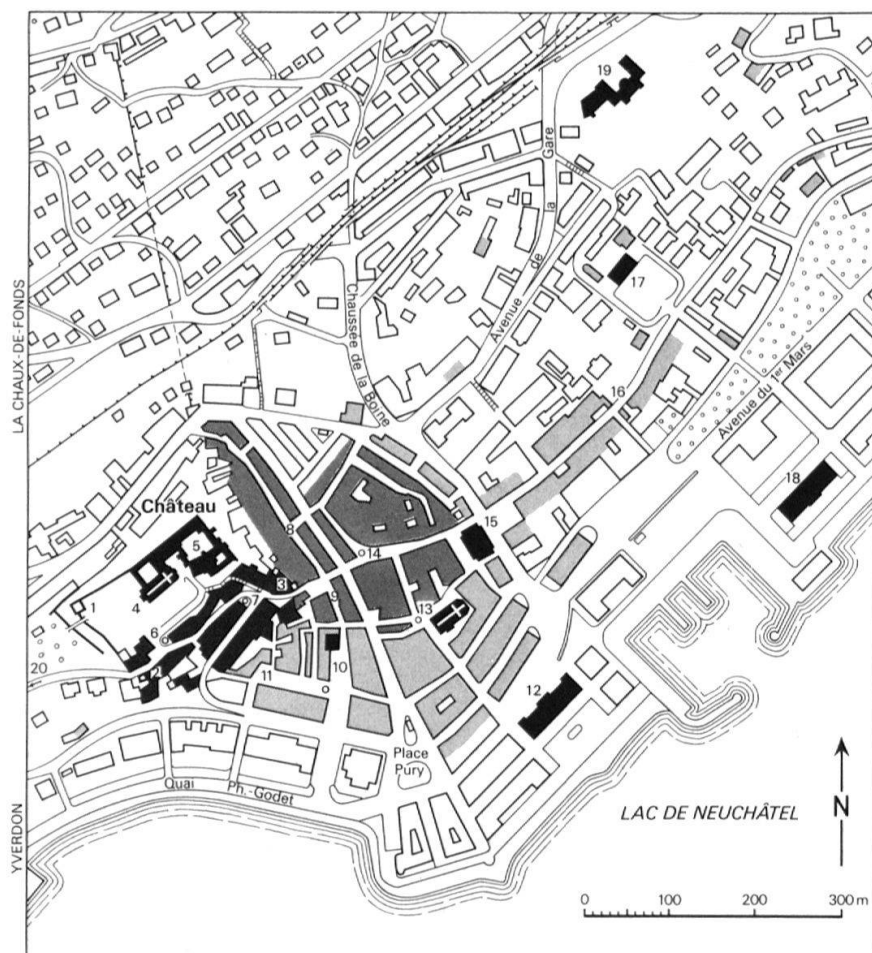 19
Gare
la
de
Avenue
17
Chaussée de la Boine
16
Avenue du 1er Mars
LA CHAUX-DE-FONDS
18
Château
8
15
5
14
3
4
7
9
13
1
6
20
2
10
11
12
Place
Pury
Quai Ph.-Godet
YVERDON
LAC DE NEUCHÂTEL
N
0 100 200 300 m